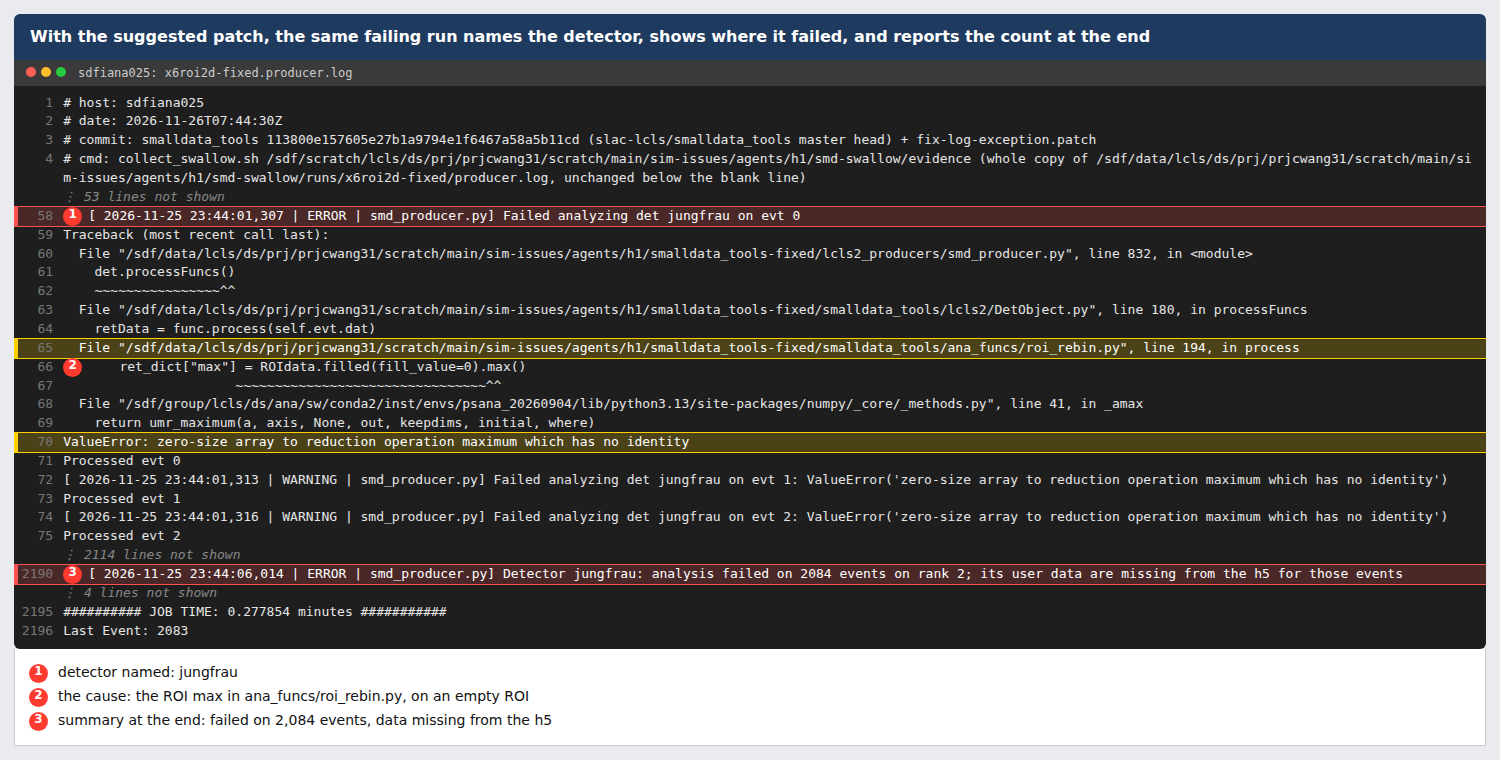 With the suggested patch, the same failing run names the detector, shows where it failed, and reports the count at the end
sdfiana025: x6roi2d-fixed.producer.log
1 # host: sdfiana025
2 # date: 2026-11-26T07:44:30Z
3 # commit: smalldata_tools 113800e157605e27b1a9794e1f6467a58a5b11cd (slac-lcls/smalldata_tools master head) + fix-log-exception.patch
4 # cmd: collect_swallow.sh /sdf/scratch/lcls/ds/prj/prjcwang31/scratch/main/sim-issues/agents/h1/smd-swallow/evidence (whole copy of /sdf/data/lcls/ds/prj/prjcwang31/scratch/main/si
m-issues/agents/h1/smd-swallow/runs/x6roi2d-fixed/producer.log, unchanged below the blank line)
⋮ 53 lines not shown
58 1 [ 2026-11-25 23:44:01,307 | ERROR | smd_producer.py] Failed analyzing det jungfrau on evt 0
59 Traceback (most recent call last):
60   File "/sdf/data/lcls/ds/prj/prjcwang31/scratch/main/sim-issues/agents/h1/smalldata_tools-fixed/lcls2_producers/smd_producer.py", line 832, in <module>
61     det.processFuncs()
62     ~~~~~~~~~~~~~~~~^^
63   File "/sdf/data/lcls/ds/prj/prjcwang31/scratch/main/sim-issues/agents/h1/smalldata_tools-fixed/smalldata_tools/lcls2/DetObject.py", line 180, in processFuncs
64     retData = func.process(self.evt.dat)
65   File "/sdf/data/lcls/ds/prj/prjcwang31/scratch/main/sim-issues/agents/h1/smalldata_tools-fixed/smalldata_tools/ana_funcs/roi_rebin.py", line 194, in process
66 2     ret_dict["max"] = ROIdata.filled(fill_value=0).max()
67                       ~~~~~~~~~~~~~~~~~~~~~~~~~~~~~~~~^^
68   File "/sdf/group/lcls/ds/ana/sw/conda2/inst/envs/psana_20260904/lib/python3.13/site-packages/numpy/_core/_methods.py", line 41, in _amax
69     return umr_maximum(a, axis, None, out, keepdims, initial, where)
70 ValueError: zero-size array to reduction operation maximum which has no identity
71 Processed evt 0
72 [ 2026-11-25 23:44:01,313 | WARNING | smd_producer.py] Failed analyzing det jungfrau on evt 1: ValueError('zero-size array to reduction operation maximum which has no identity')
73 Processed evt 1
74 [ 2026-11-25 23:44:01,316 | WARNING | smd_producer.py] Failed analyzing det jungfrau on evt 2: ValueError('zero-size array to reduction operation maximum which has no identity')
75 Processed evt 2
⋮ 2114 lines not shown
2190 3 [ 2026-11-25 23:44:06,014 | ERROR | smd_producer.py] Detector jungfrau: analysis failed on 2084 events on rank 2; its user data are missing from the h5 for those events
⋮ 4 lines not shown
2195 ########## JOB TIME: 0.277854 minutes ###########
2196 Last Event: 2083
1 detector named: jungfrau
2 the cause: the ROI max in ana_funcs/roi_rebin.py, on an empty ROI
3 summary at the end: failed on 2,084 events, data missing from the h5